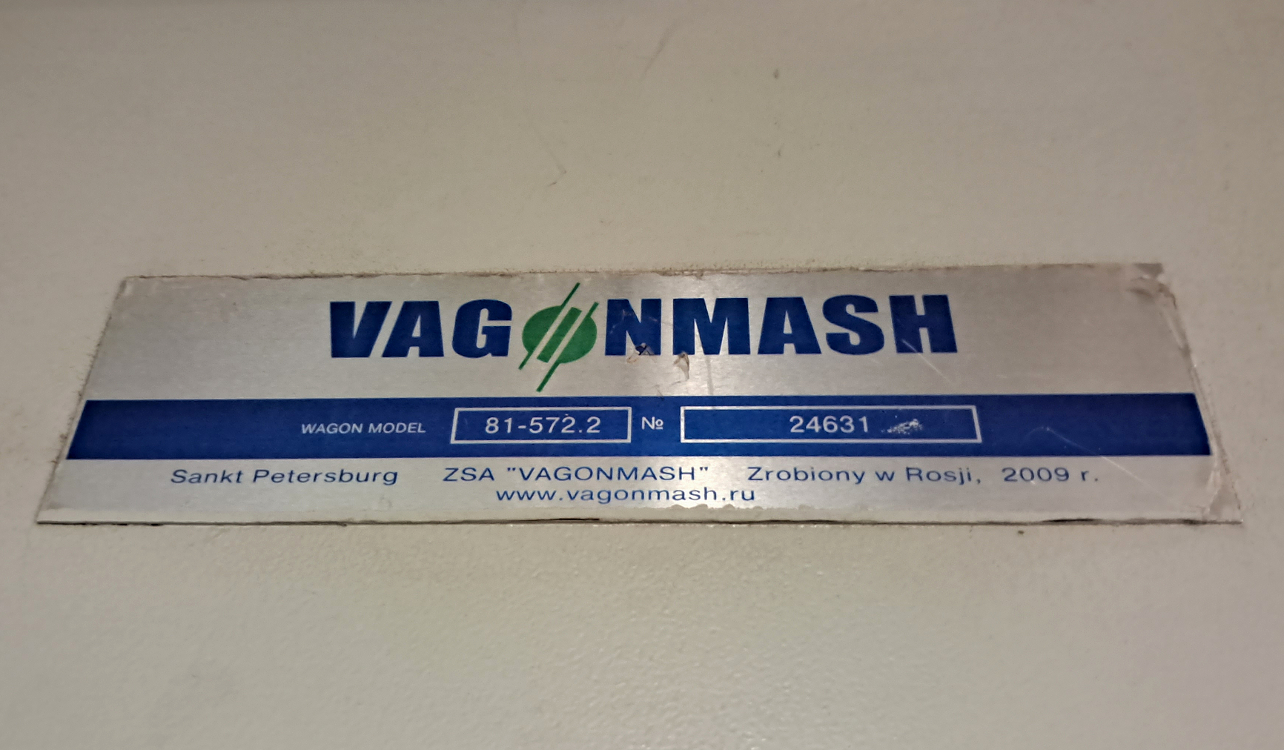 VAGONMASH
WAGON MODEL 81-572.2 № 24631
Sankt Petersburg ZSA "VAGONMASH" Zrobiony w Rosji, 2009 r.
www.vagonmash.ru